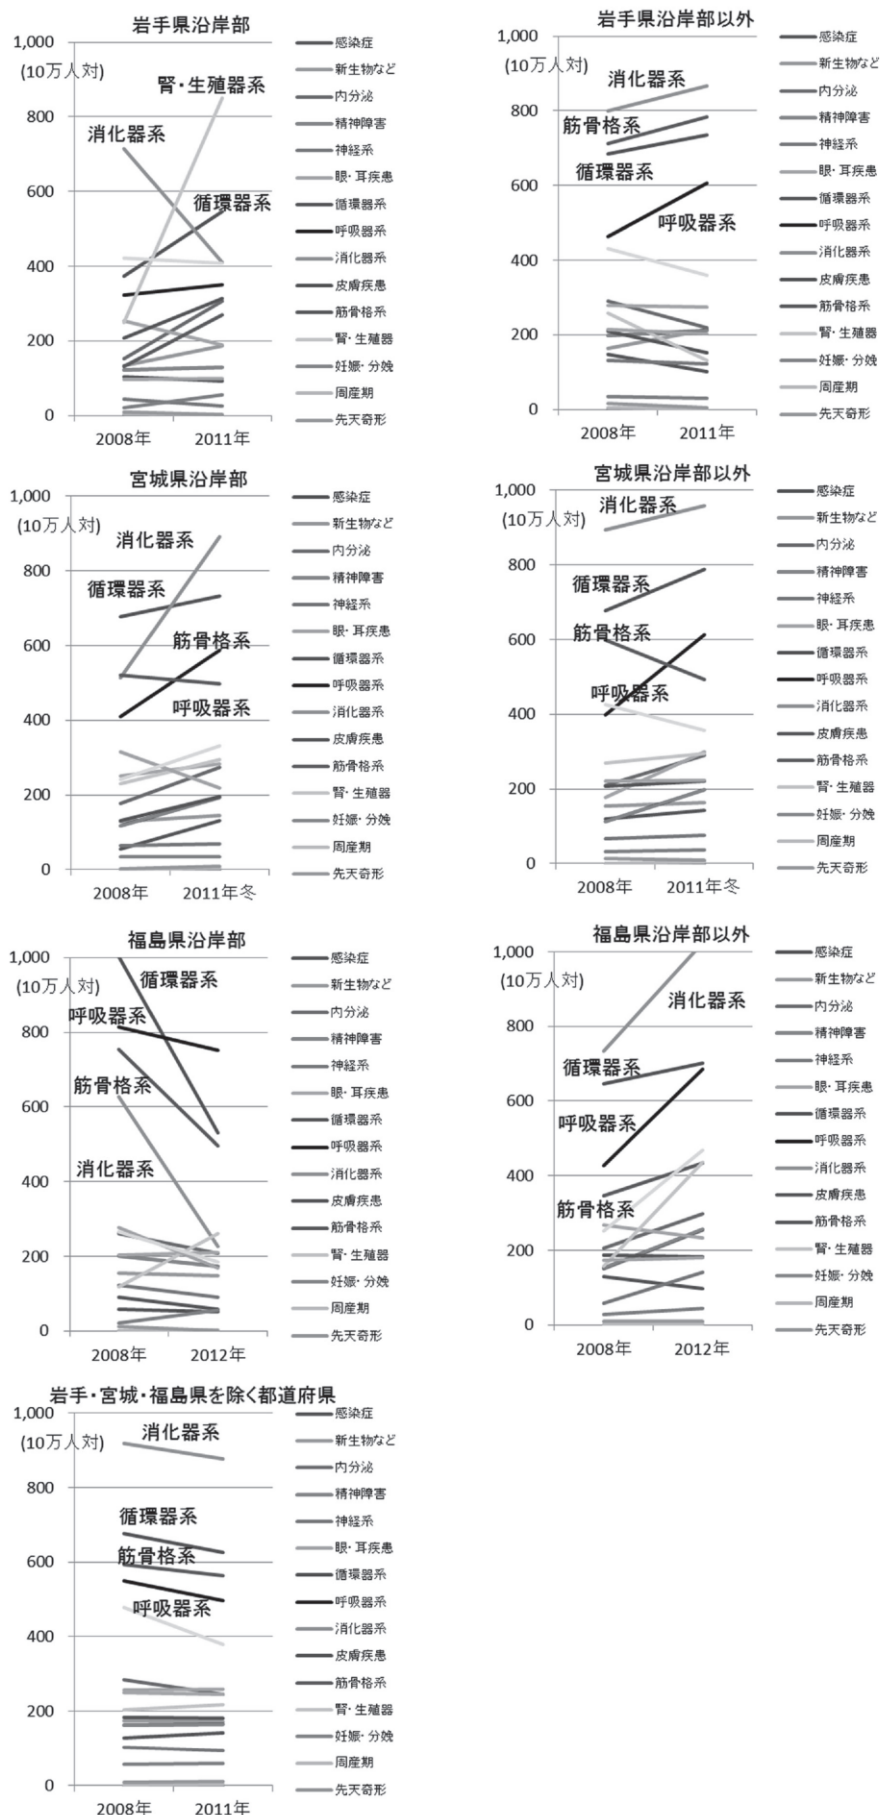 岩手県沿岸部
1,000
(10万人対)
800
600
400
200
0
腎・生殖器系
消化器系
循環器系
2008年
2011年
感染症
新生物など
内分泌
精神障害
神経系
眼・耳疾患
循環器系
呼吸器系
消化器系
皮膚疾患
筋骨格系
腎・生殖器
妊娠・分娩
周産期
先天奇形
岩手県沿岸部以外
1,000
(10万人対)
800
600
400
200
0
消化器系
筋骨格系
循環器系
呼吸器系
2008年
2011年
感染症
新生物など
内分泌
精神障害
神経系
眼・耳疾患
循環器系
呼吸器系
消化器系
皮膚疾患
筋骨格系
腎・生殖器
妊娠・分娩
周産期
先天奇形
宮城県沿岸部
1,000
(10万人対)
800
600
400
200
0
消化器系
循環器系
筋骨格系
呼吸器系
2008年
2011年冬
感染症
新生物など
内分泌
精神障害
神経系
眼・耳疾患
循環器系
呼吸器系
消化器系
皮膚疾患
筋骨格系
腎・生殖器
妊娠・分娩
周産期
先天奇形
宮城県沿岸部以外
1,000
(10万人対)
800
600
400
200
0
消化器系
循環器系
筋骨格系
呼吸器系
2008年
2011年冬
感染症
新生物など
内分泌
精神障害
神経系
眼・耳疾患
循環器系
呼吸器系
消化器系
皮膚疾患
筋骨格系
腎・生殖器
妊娠・分娩
周産期
先天奇形
福島県沿岸部
1,000
(10万人対)
800
600
400
200
0
循環器系
呼吸器系
筋骨格系
消化器系
2008年
2012年
感染症
新生物など
内分泌
精神障害
神経系
眼・耳疾患
循環器系
呼吸器系
消化器系
皮膚疾患
筋骨格系
腎・生殖器
妊娠・分娩
周産期
先天奇形
福島県沿岸部以外
1,000
(10万人対)
800
600
400
200
0
消化器系
循環器系
呼吸器系
筋骨格系
2008年
2012年
感染症
新生物など
内分泌
精神障害
神経系
眼・耳疾患
循環器系
呼吸器系
消化器系
皮膚疾患
筋骨格系
腎・生殖器
妊娠・分娩
周産期
先天奇形
岩手・宮城・福島県を除く都道府県
1,000
(10万人対)
800
600
400
200
0
消化器系
循環器系
筋骨格系
呼吸器系
2008年
2011年
感染症
新生物など
内分泌
精神障害
神経系
眼・耳疾患
循環器系
呼吸器系
消化器系
皮膚疾患
筋骨格系
腎・生殖器
妊娠・分娩
周産期
先天奇形